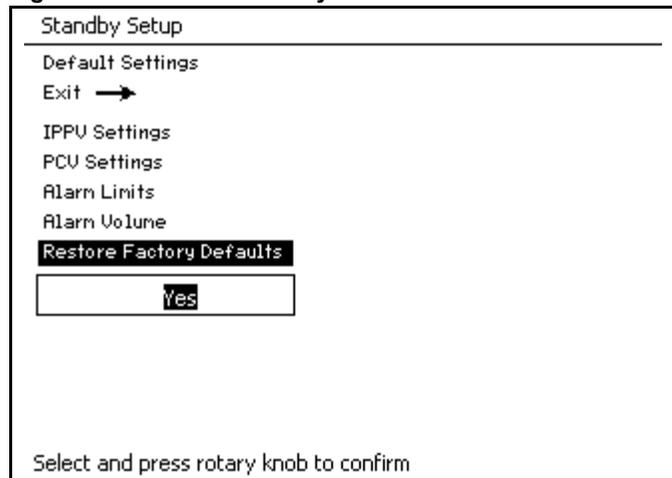 Standby Setup
Default Settings
Exit
IPPV Settings
PCV Settings
Alarm Limits
Alarm Volume
Restore Factory Defaults
Yes
Select and press rotary knob to confirm